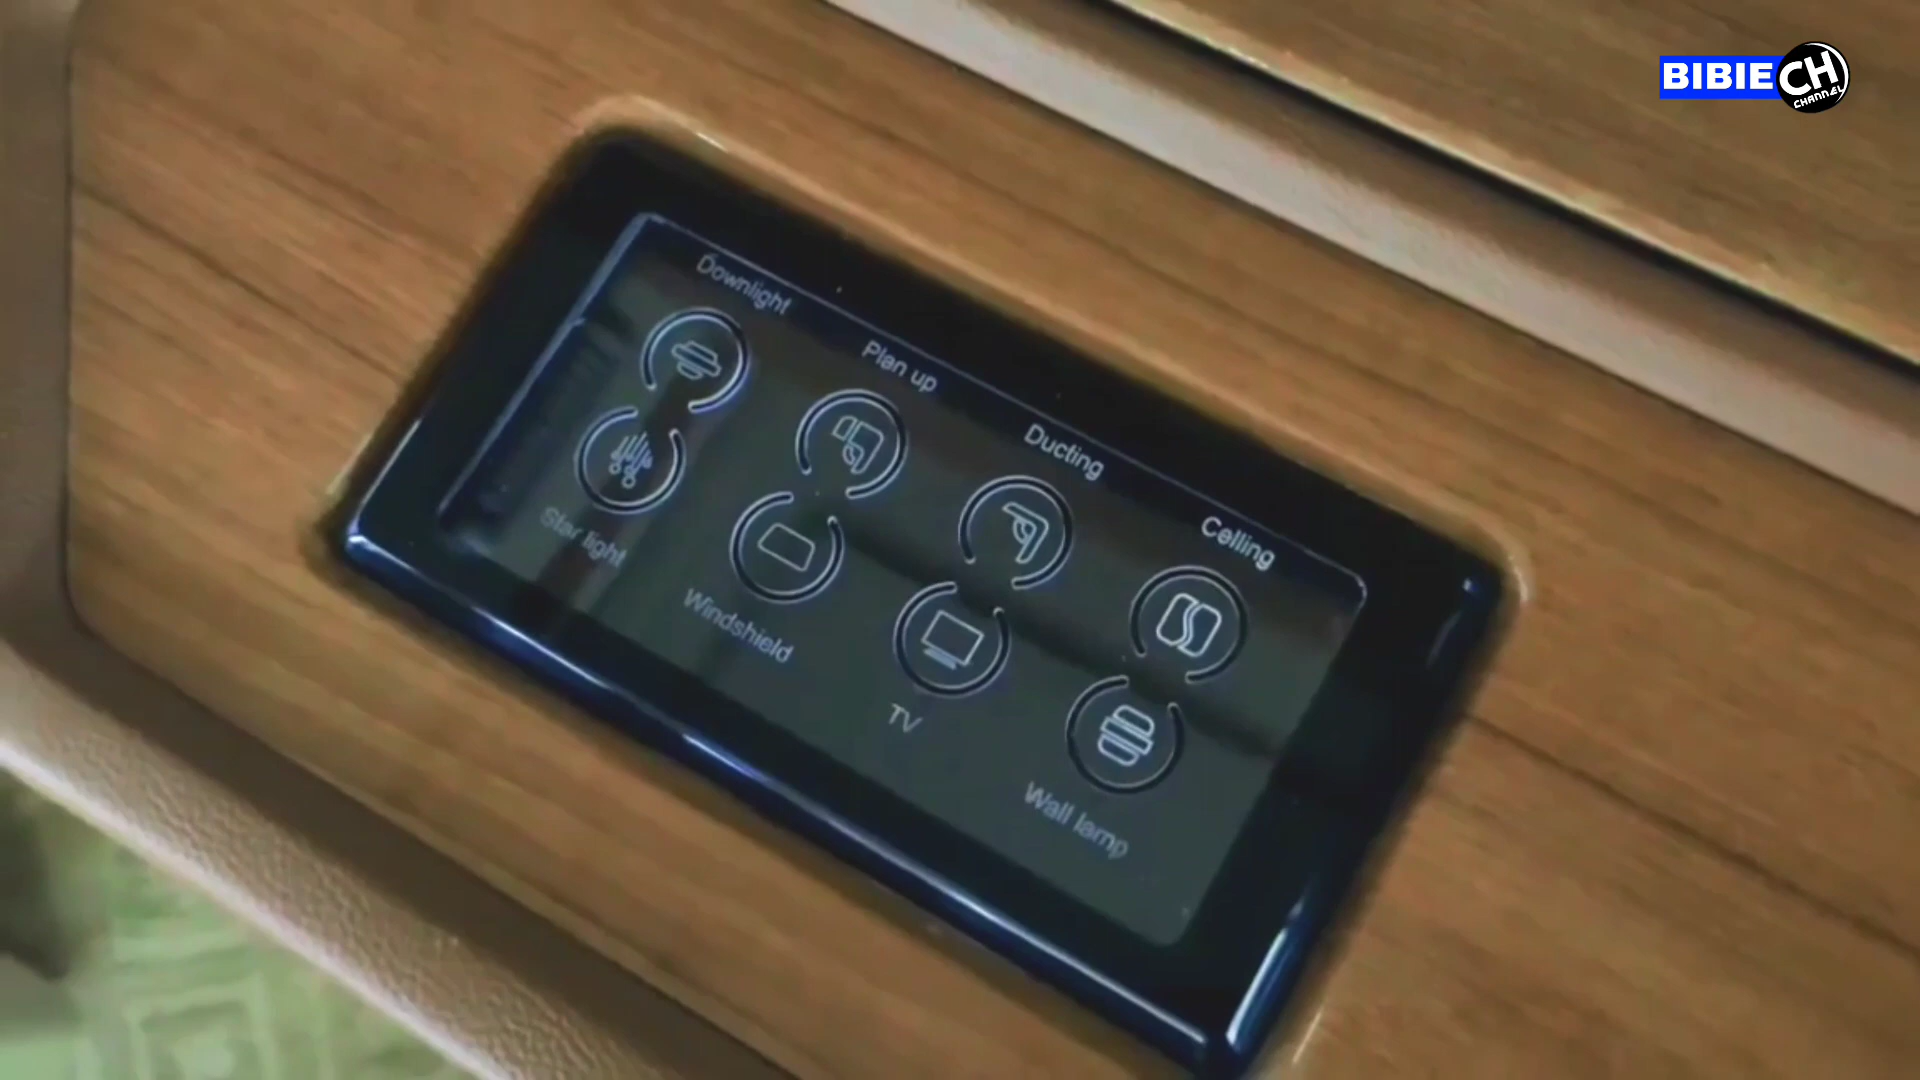 BIBIE CH
CHANNEL
Downlight
Plan up
Ducting
Celling
Star light
Windshield
TV
Wall lamp